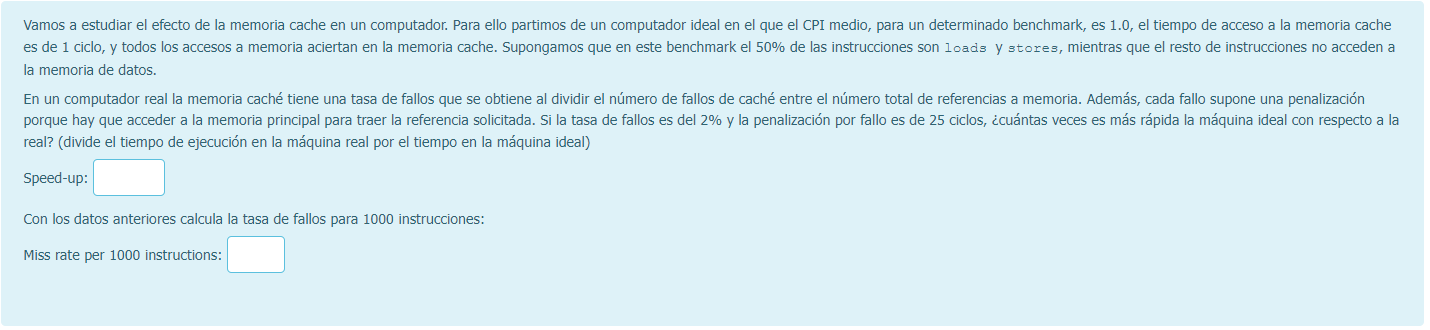 Vamos a estudiar el efecto de la memoria cache en un computador. Para ello partimos de un computador ideal en el que el CPI medio, para un determinado benchmark, es 1.0, el tiempo de acceso a la memoria cache
es de 1 ciclo, y todos los accesos a memoria aciertan en la memoria cache. Supongamos que en este benchmark el 50% de las instrucciones son loads y stores, mientras que el resto de instrucciones no acceden a
la memoria de datos.
En un computador real la memoria caché tiene una tasa de fallos que se obtiene al dividir el número de fallos de caché entre el número total de referencias a memoria. Además, cada fallo supone una penalización
porque hay que acceder a la memoria principal para traer la referencia solicitada. Si la tasa de fallos es del 2% y la penalización por fallo es de 25 ciclos, ¿cuántas veces es más rápida la máquina ideal con respecto a la
real? (divide el tiempo de ejecución en la máquina real por el tiempo en la máquina ideal)
Speed-up:
Con los datos anteriores calcula la tasa de fallos para 1000 instrucciones:
Miss rate per 1000 instructions: